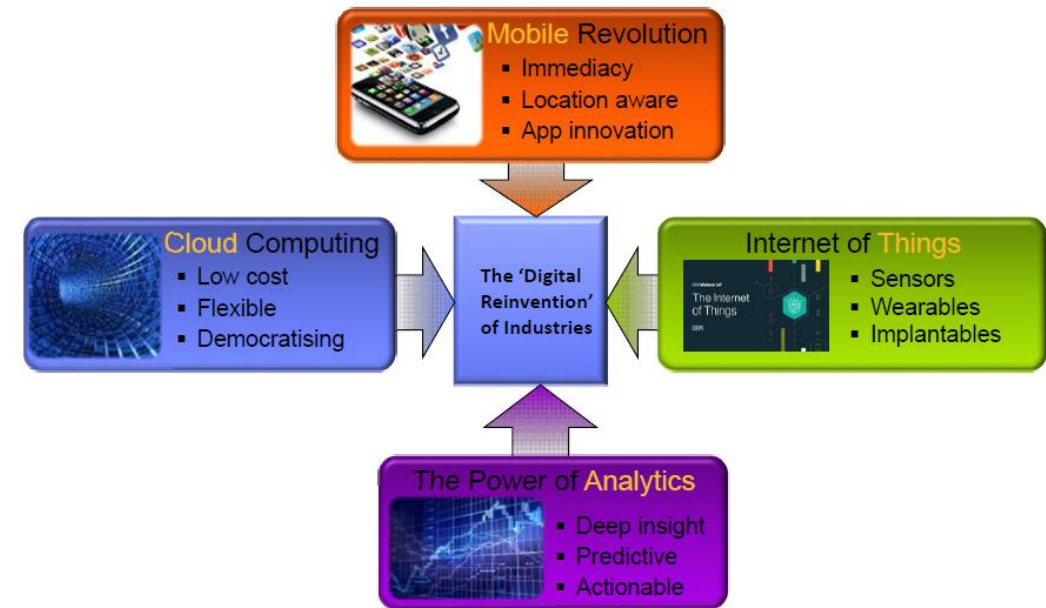 Mobile Revolution
▪ Immediacy
▪ Location aware
▪ App innovation
Cloud Computing
▪ Low cost
▪ Flexible
▪ Democratising
The ‘Digital
Reinvention’
of Industries
Internet of Things
The Internet
of Things
IBM
▪ Sensors
▪ Wearables
▪ Implantables
The Power of Analytics
▪ Deep insight
▪ Predictive
▪ Actionable